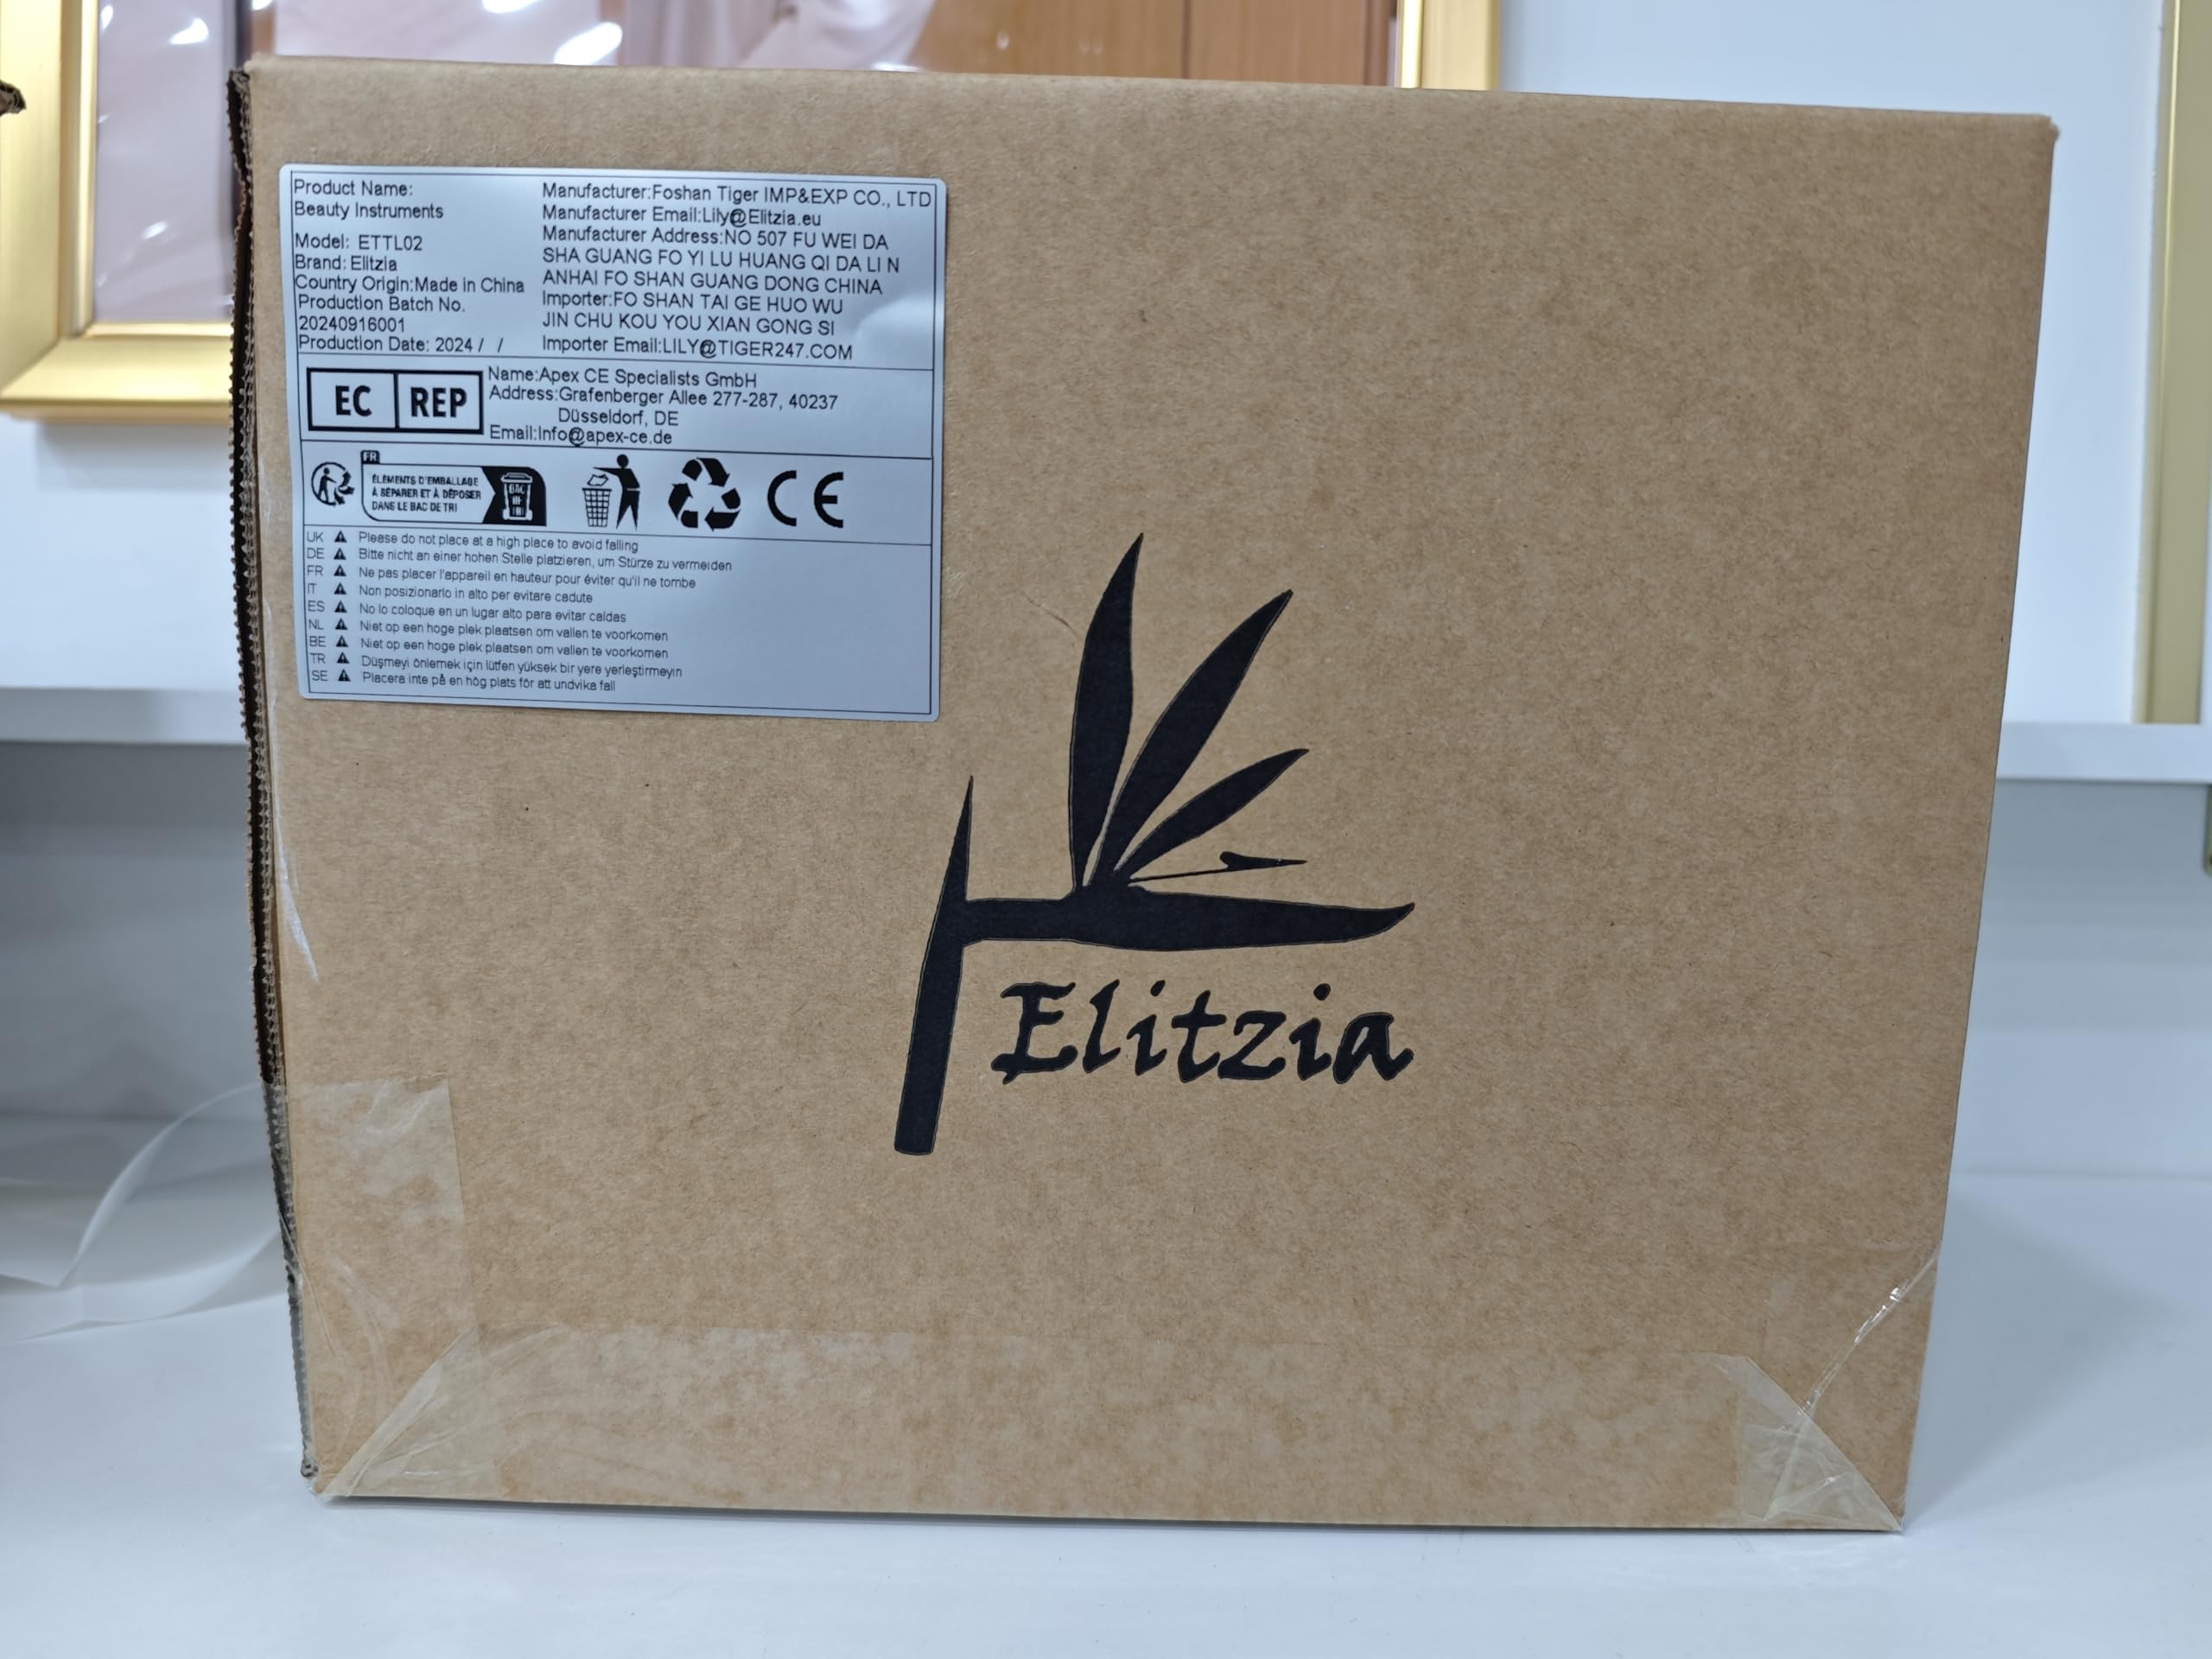 Product Name:
Beauty Instruments
Model: ETTL02
Brand: Elitzia
Country Origin:Made in China
Production Batch No.
20240916001
Production Date: 2024 / /
Manufacturer:Foshan Tiger IMP&EXP CO., LTD
Manufacturer Email:Lily@Elitzia.eu
Manufacturer Address:NO 507 FU WEI DA
SHA GUANG FO YI LU HUANG QI DA LI N
ANHAI FO SHAN GUANG DONG CHINA
Importer:FO SHAN TAI GE HUO WU
JIN CHU KOU YOU XIAN GONG SI
Importer Email:LILY@TIGER247.COM
EC REP
Name:Apex CE Specialists GmbH
Address:Grafenberger Allee 277-287, 40237
Düsseldorf, DE
Email:Info@apex-ce.de
FR
ÉLÉMENTS D'EMBALLAGE
À SÉPARER ET À DÉPOSER
DANS LE BAC DE TRI
BAC
DE
TRI
CE
UK Please do not place at a high place to avoid falling
DE Bitte nicht an einer hohen Stelle platzieren, um Stürze zu vermeiden
FR Ne pas placer l'appareil en hauteur pour éviter qu'il ne tombe
IT Non posizionarlo in alto per evitare cadute
ES No lo coloque en un lugar alto para evitar caídas
NL Niet op een hoge plek plaatsen om vallen te voorkomen
BE Niet op een hoge plek plaatsen om vallen te voorkomen
TR Düşmeyi önlemek için lütfen yüksek bir yere yerleştirmeyin
SE Placera inte på en hög plats för att undvika fall
Elitzia